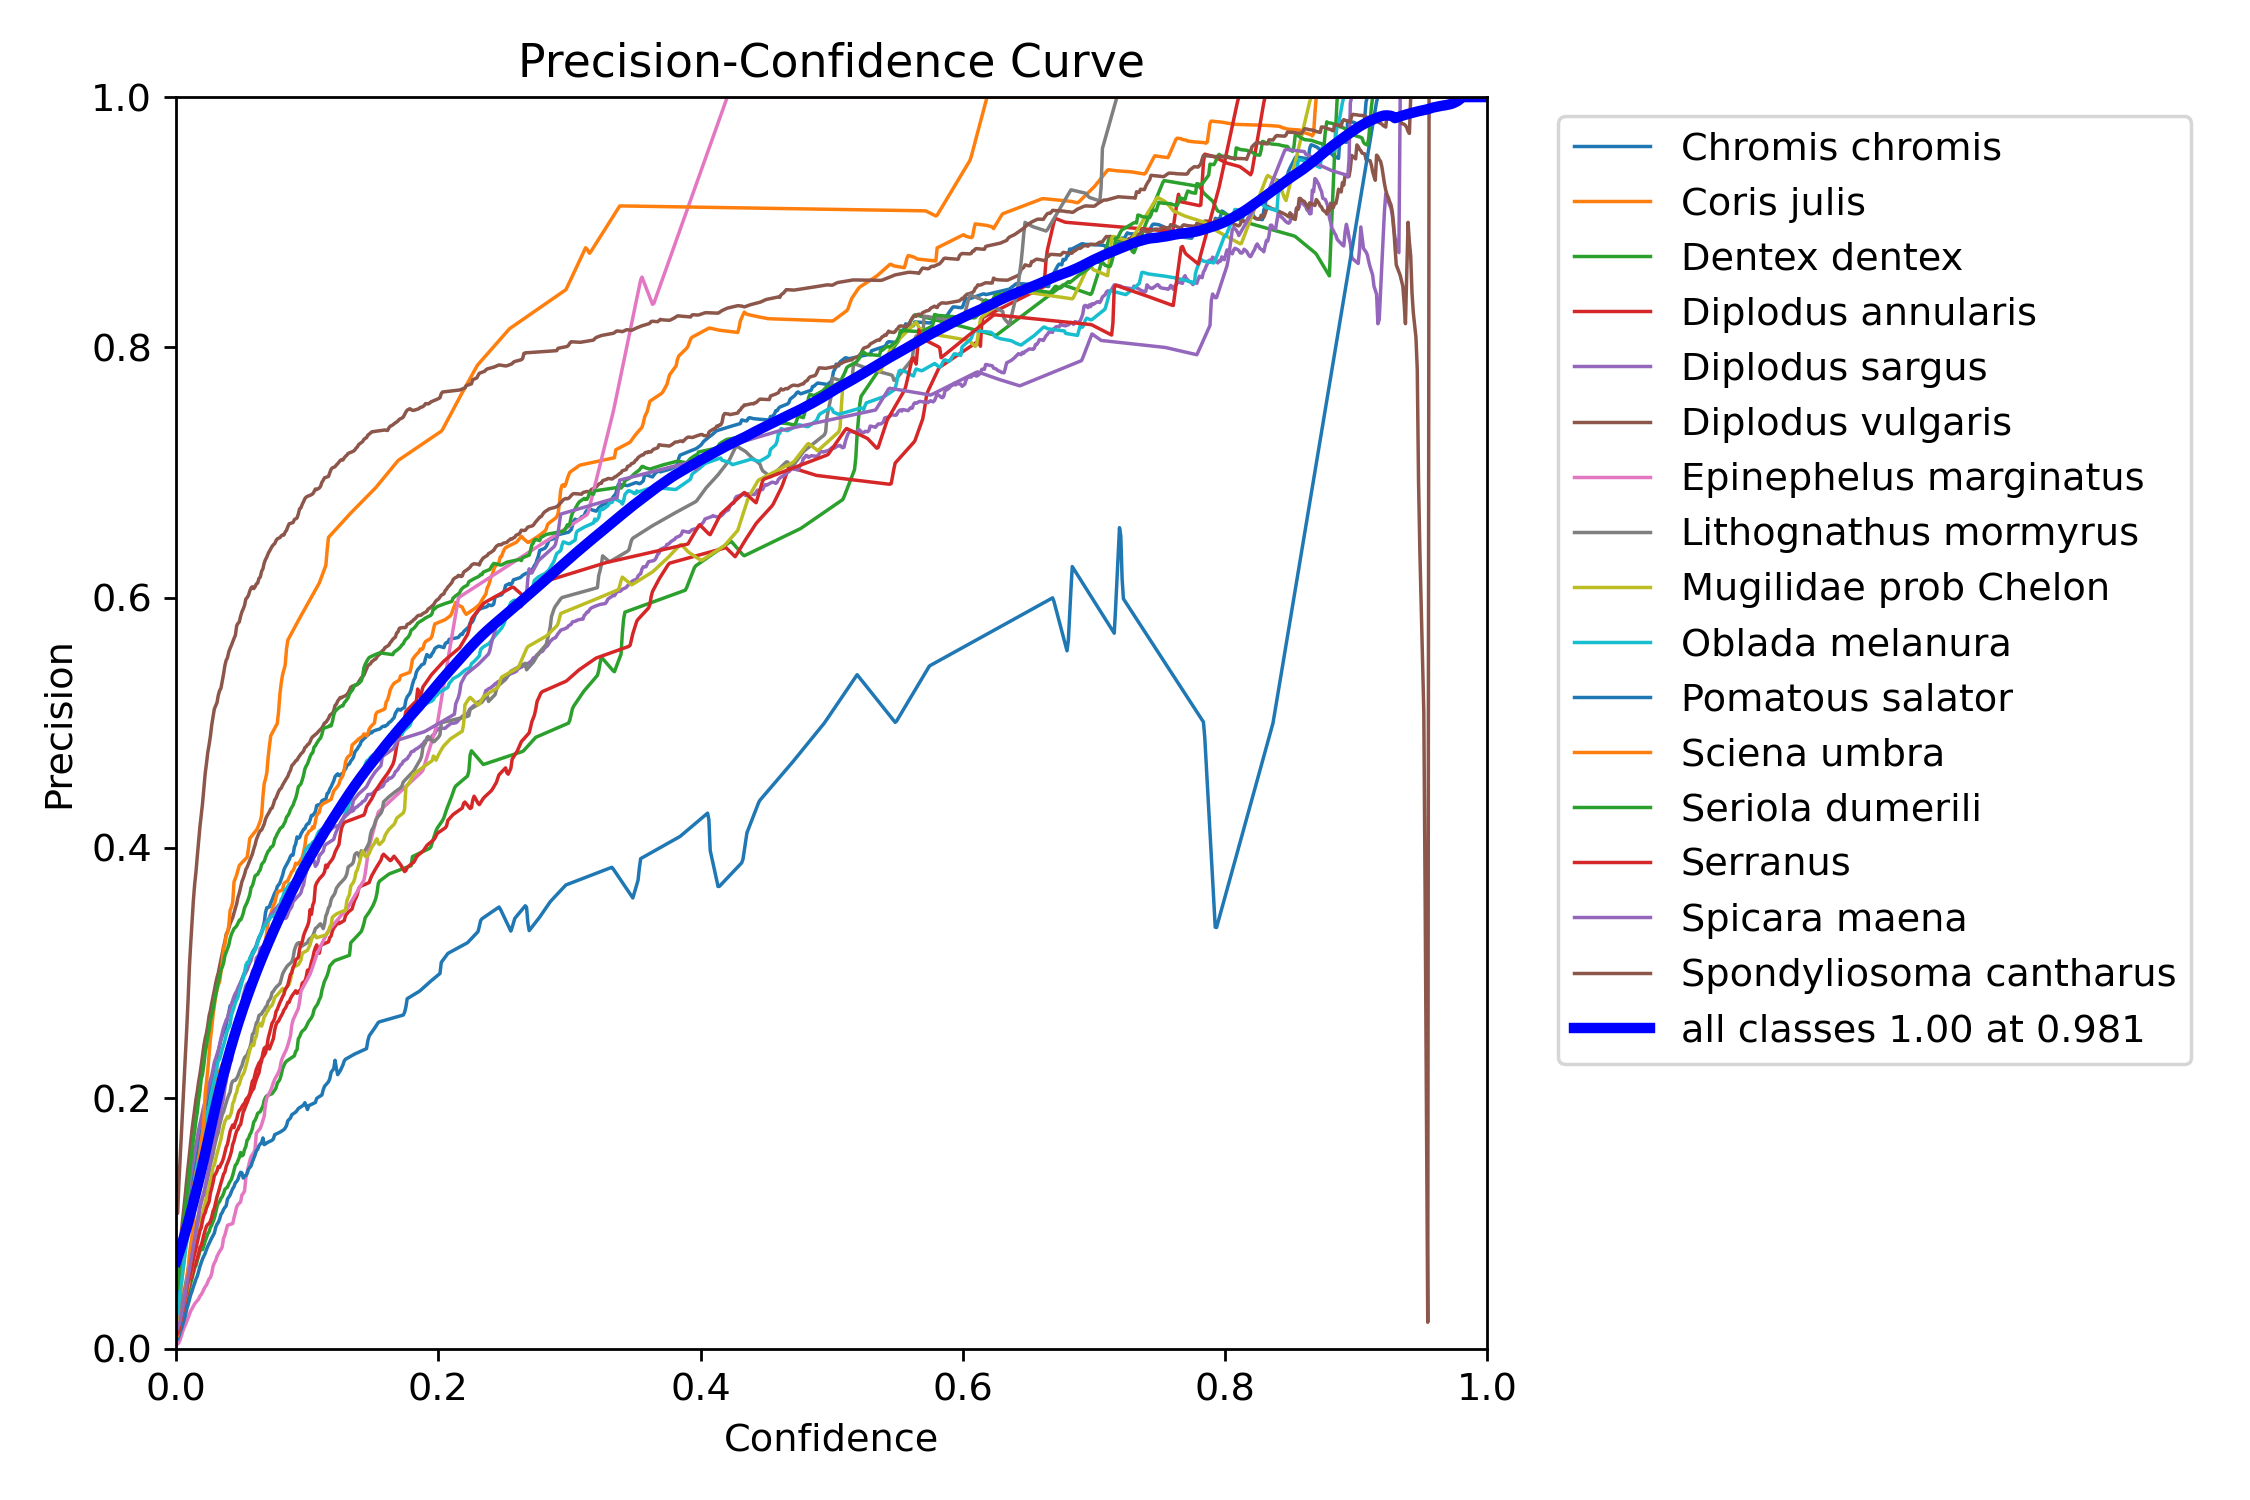 Precision-Confidence Curve
1.0
0.8
0.6
0.4
0.2
0.0
Precision
0.0 0.2 0.4 0.6 0.8 1.0
Confidence
Chromis chromis
Coris julis
Dentex dentex
Diplodus annularis
Diplodus sargus
Diplodus vulgaris
Epinephelus marginatus
Lithognathus mormyrus
Mugilidae prob Chelon
Oblada melanura
Pomatous salator
Sciena umbra
Seriola dumerili
Serranus
Spicara maena
Spondyliosoma cantharus
all classes 1.00 at 0.981